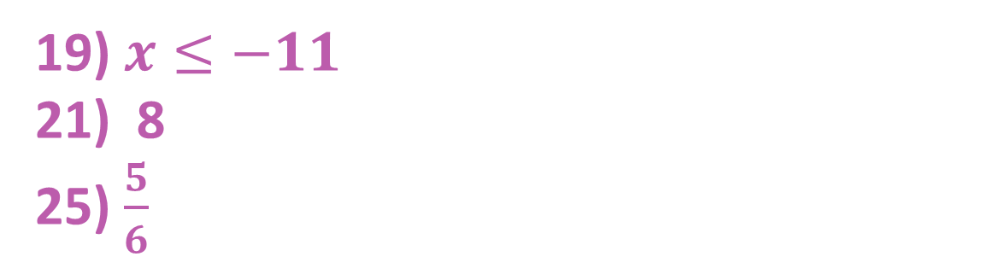 19) x ≤ −11
21) 8
25) 5/6